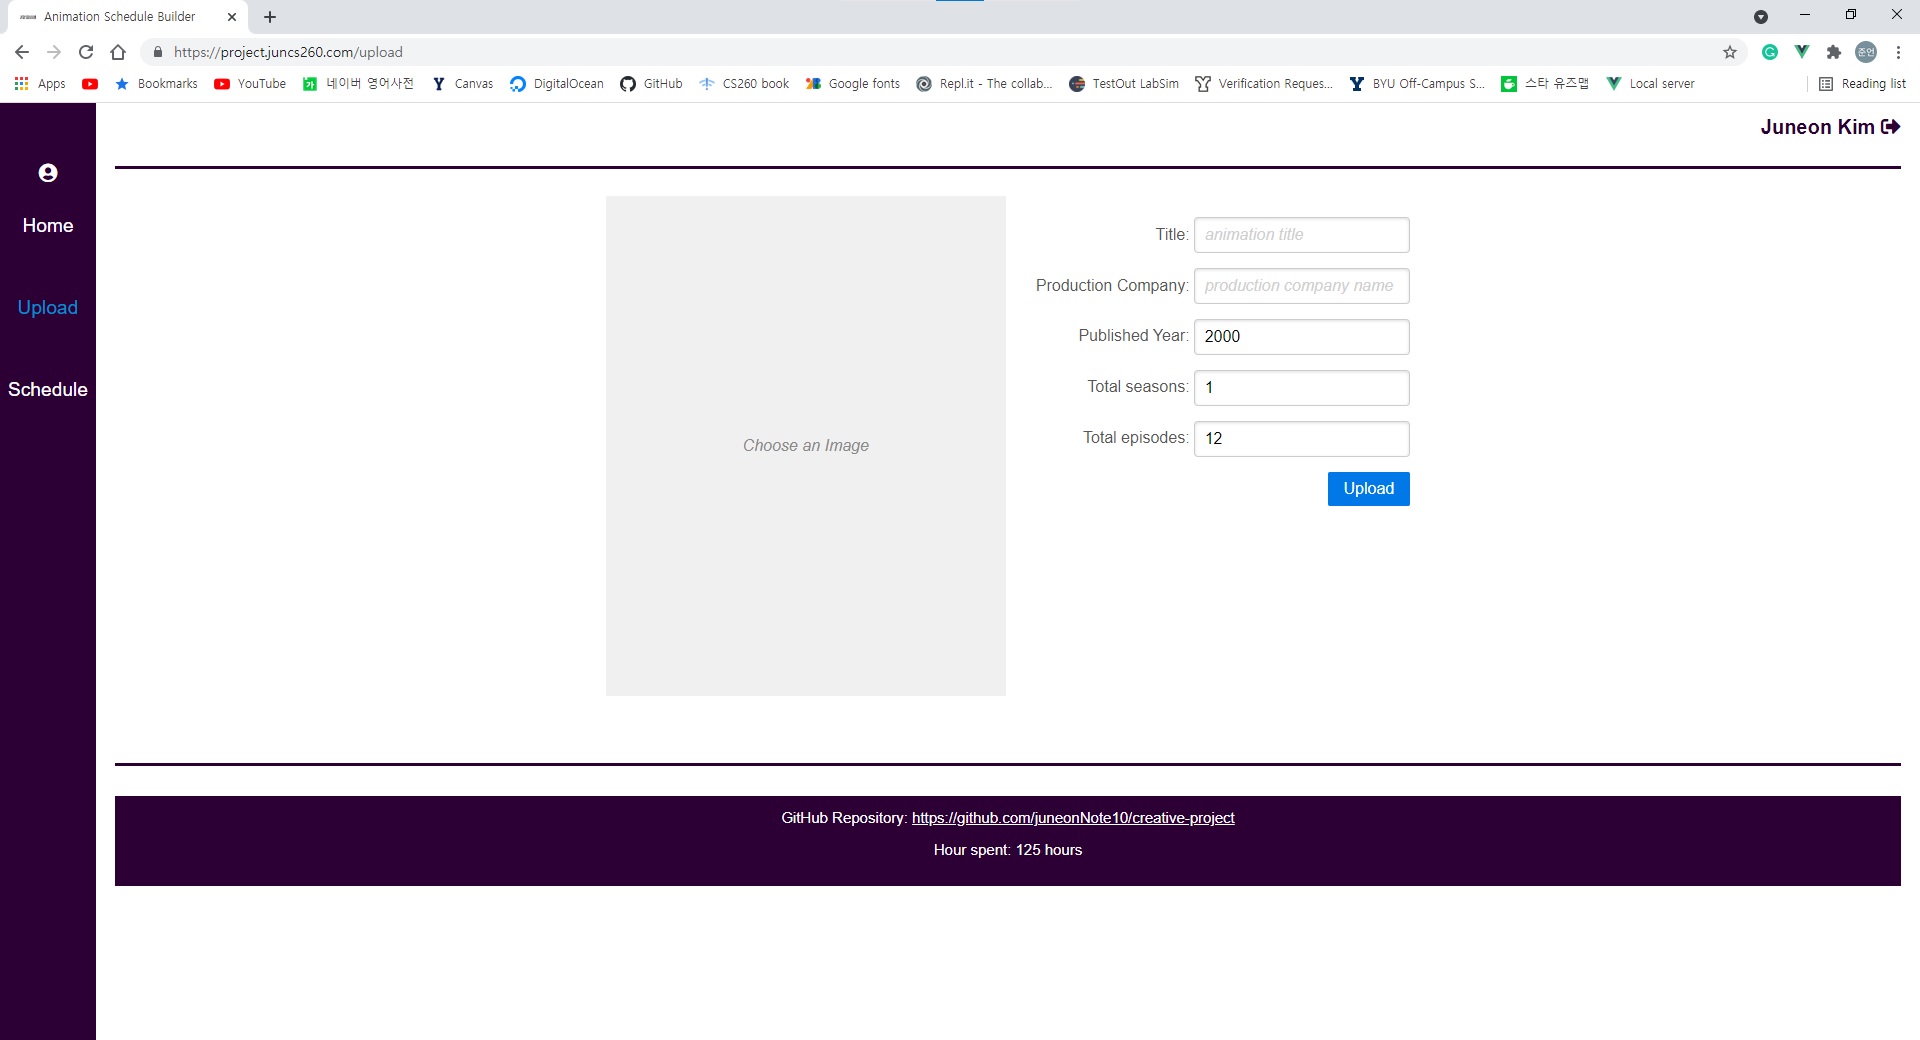 Animation Schedule Builder
https://project.juncs260.com/upload
준언
Apps
Bookmarks
YouTube
네이버 영어사전
Canvas
DigitalOcean
GitHub
CS260 book
Google fonts
Repl.it - The collab...
TestOut LabSim
Verification Reques...
BYU Off-Campus S...
스타 유즈맵
Local server
Reading list
Juneon Kim
Home
Upload
Schedule
Choose an Image
Title: animation title
Production Company: production company name
Published Year: 2000
Total seasons: 1
Total episodes: 12
Upload
GitHub Repository: https://github.com/juneonNote10/creative-project
Hour spent: 125 hours